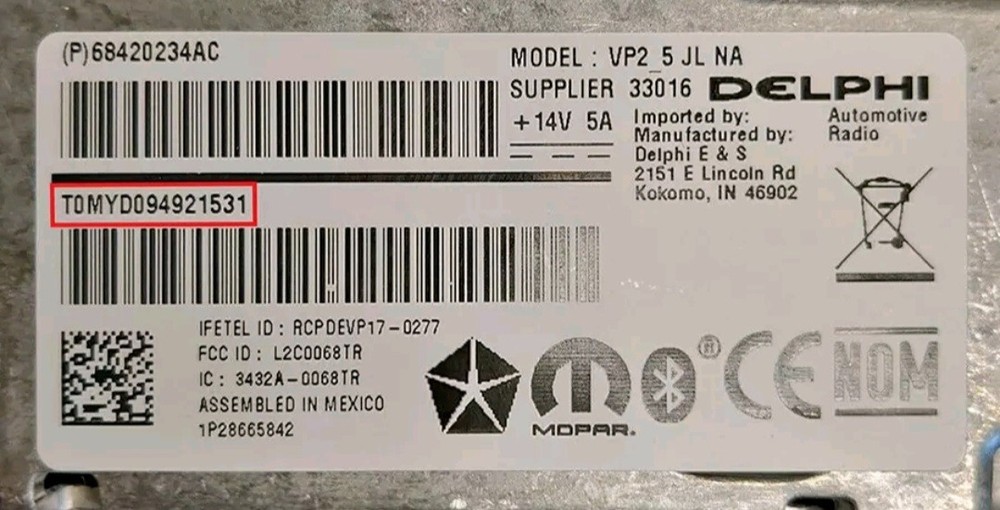 (P)68420234AC
MODEL : VP2_5 JL NA
SUPPLIER 33016 DELPHI
+14V 5A
Imported by:
Manufactured by:
Delphi E & S
2151 E Lincoln Rd
Kokomo, IN 46902
Automotive
Radio
T0MYD094921531
IFETEL ID : RCPDEVP17-0277
FCC ID : L2C0068TR
IC : 3432A-0068TR
ASSEMBLED IN MEXICO
1P28665842
MOPAR.
®
CE
NOM